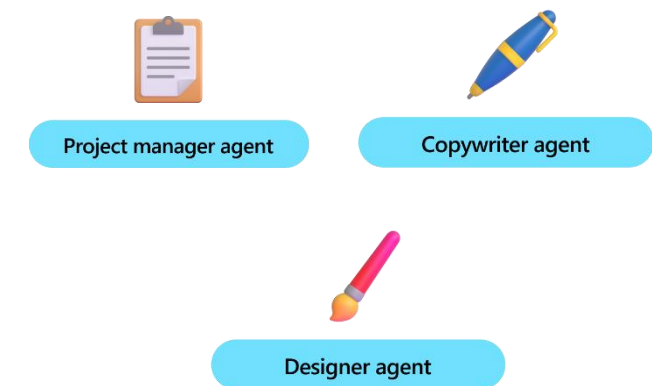 Project manager agent
Copywriter agent
Designer agent